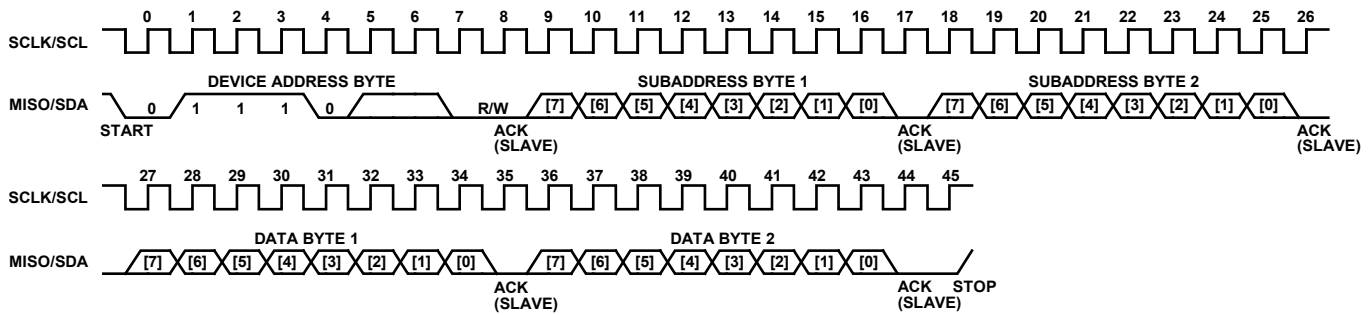 0 1 2 3 4 5 6 7 8 9 10 11 12 13 14 15 16 17 18 19 20 21 22 23 24 25 26
SCLK/SCL
DEVICE ADDRESS BYTE SUBADDRESS BYTE 1 SUBADDRESS BYTE 2
MISO/SDA 0 1 1 1 0 R/W [7] [6] [5] [4] [3] [2] [1] [0] [7] [6] [5] [4] [3] [2] [1] [0]
START ACK ACK ACK
(SLAVE) (SLAVE) (SLAVE)
27 28 29 30 31 32 33 34 35 36 37 38 39 40 41 42 43 44 45
SCLK/SCL
DATA BYTE 1 DATA BYTE 2
MISO/SDA [7] [6] [5] [4] [3] [2] [1] [0] [7] [6] [5] [4] [3] [2] [1] [0]
ACK ACK STOP
(SLAVE) (SLAVE)